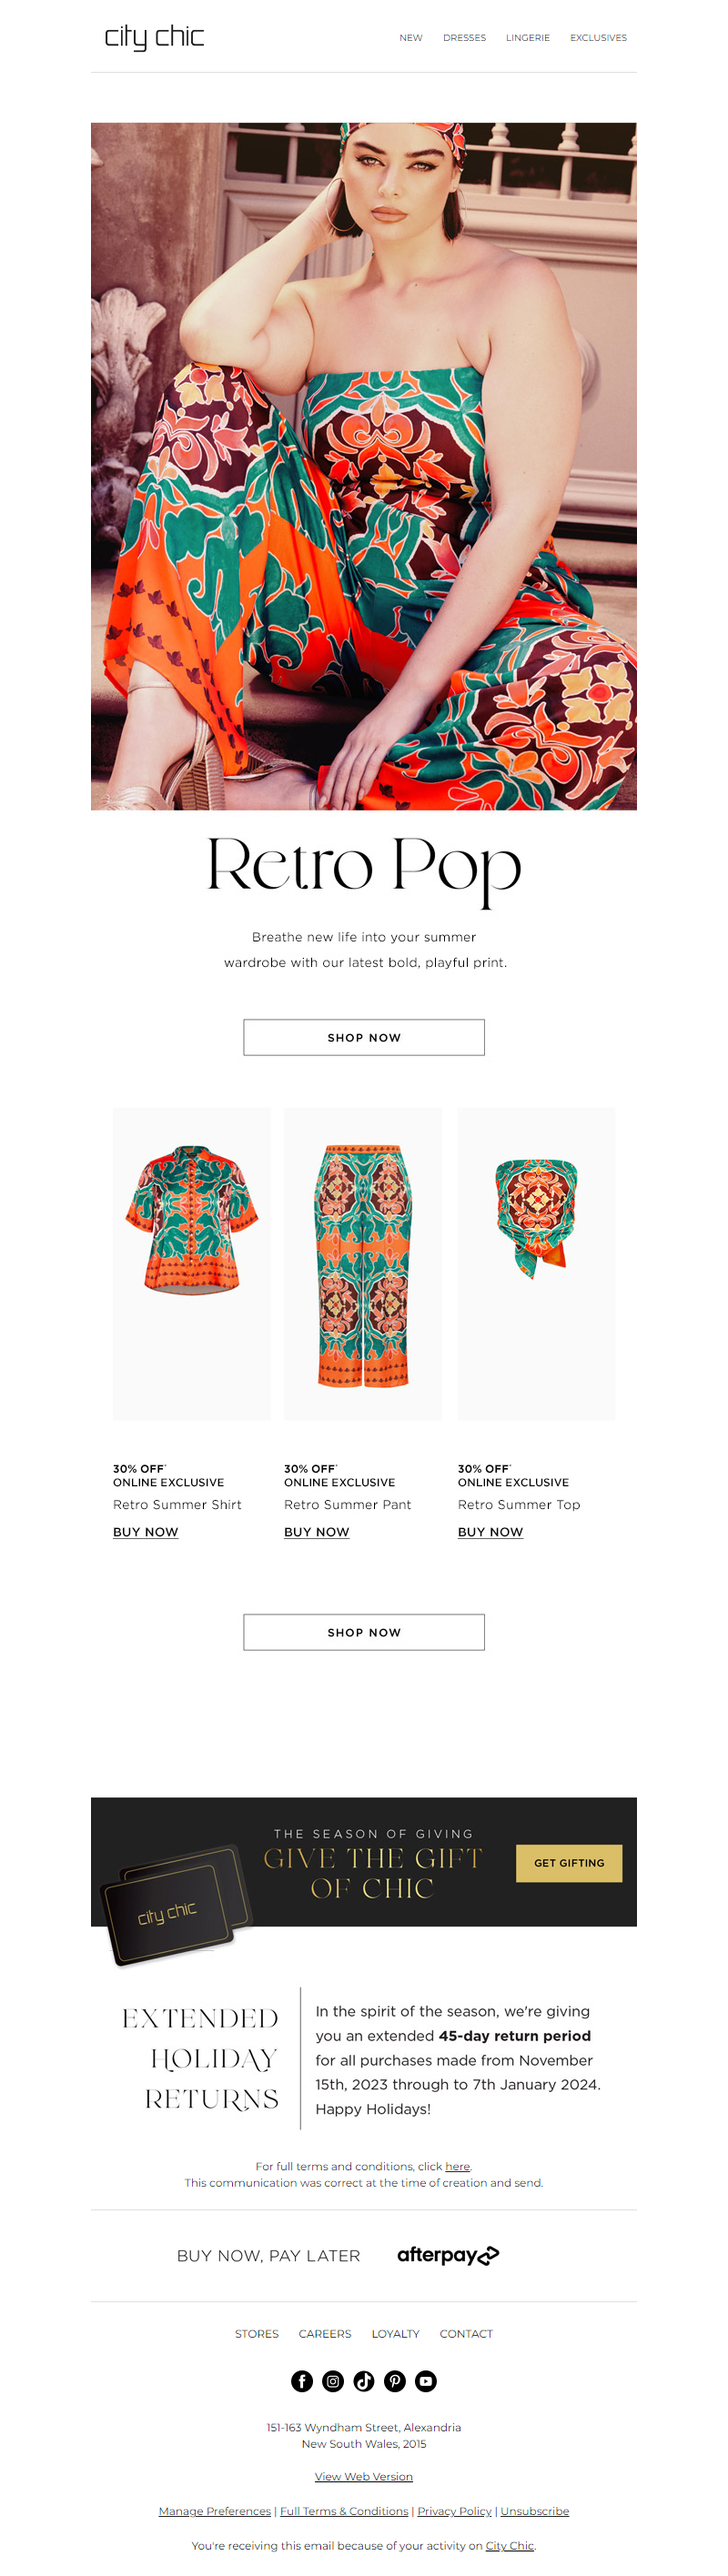 city chic
NEW DRESSES LINGERIE EXCLUSIVES
Retro Pop
Breathe new life into your summer
wardrobe with our latest bold, playful print.
SHOP NOW
30% OFF*
ONLINE EXCLUSIVE
Retro Summer Shirt
BUY NOW
30% OFF*
ONLINE EXCLUSIVE
Retro Summer Pant
BUY NOW
30% OFF*
ONLINE EXCLUSIVE
Retro Summer Top
BUY NOW
SHOP NOW
THE SEASON OF GIVING
GIVE THE GIFT
OF CHIC
GET GIFTING
city chic
EXTENDED
HOLIDAY
RETURNS
In the spirit of the season, we're giving
you an extended 45-day return period
for all purchases made from November
15th, 2023 through to 7th January 2024.
Happy Holidays!
For full terms and conditions, click here.
This communication was correct at the time of creation and send.
BUY NOW, PAY LATER afterpay
STORES CAREERS LOYALTY CONTACT
151-163 Wyndham Street, Alexandria
New South Wales, 2015
View Web Version
Manage Preferences | Full Terms & Conditions | Privacy Policy | Unsubscribe
You're receiving this email because of your activity on City Chic.